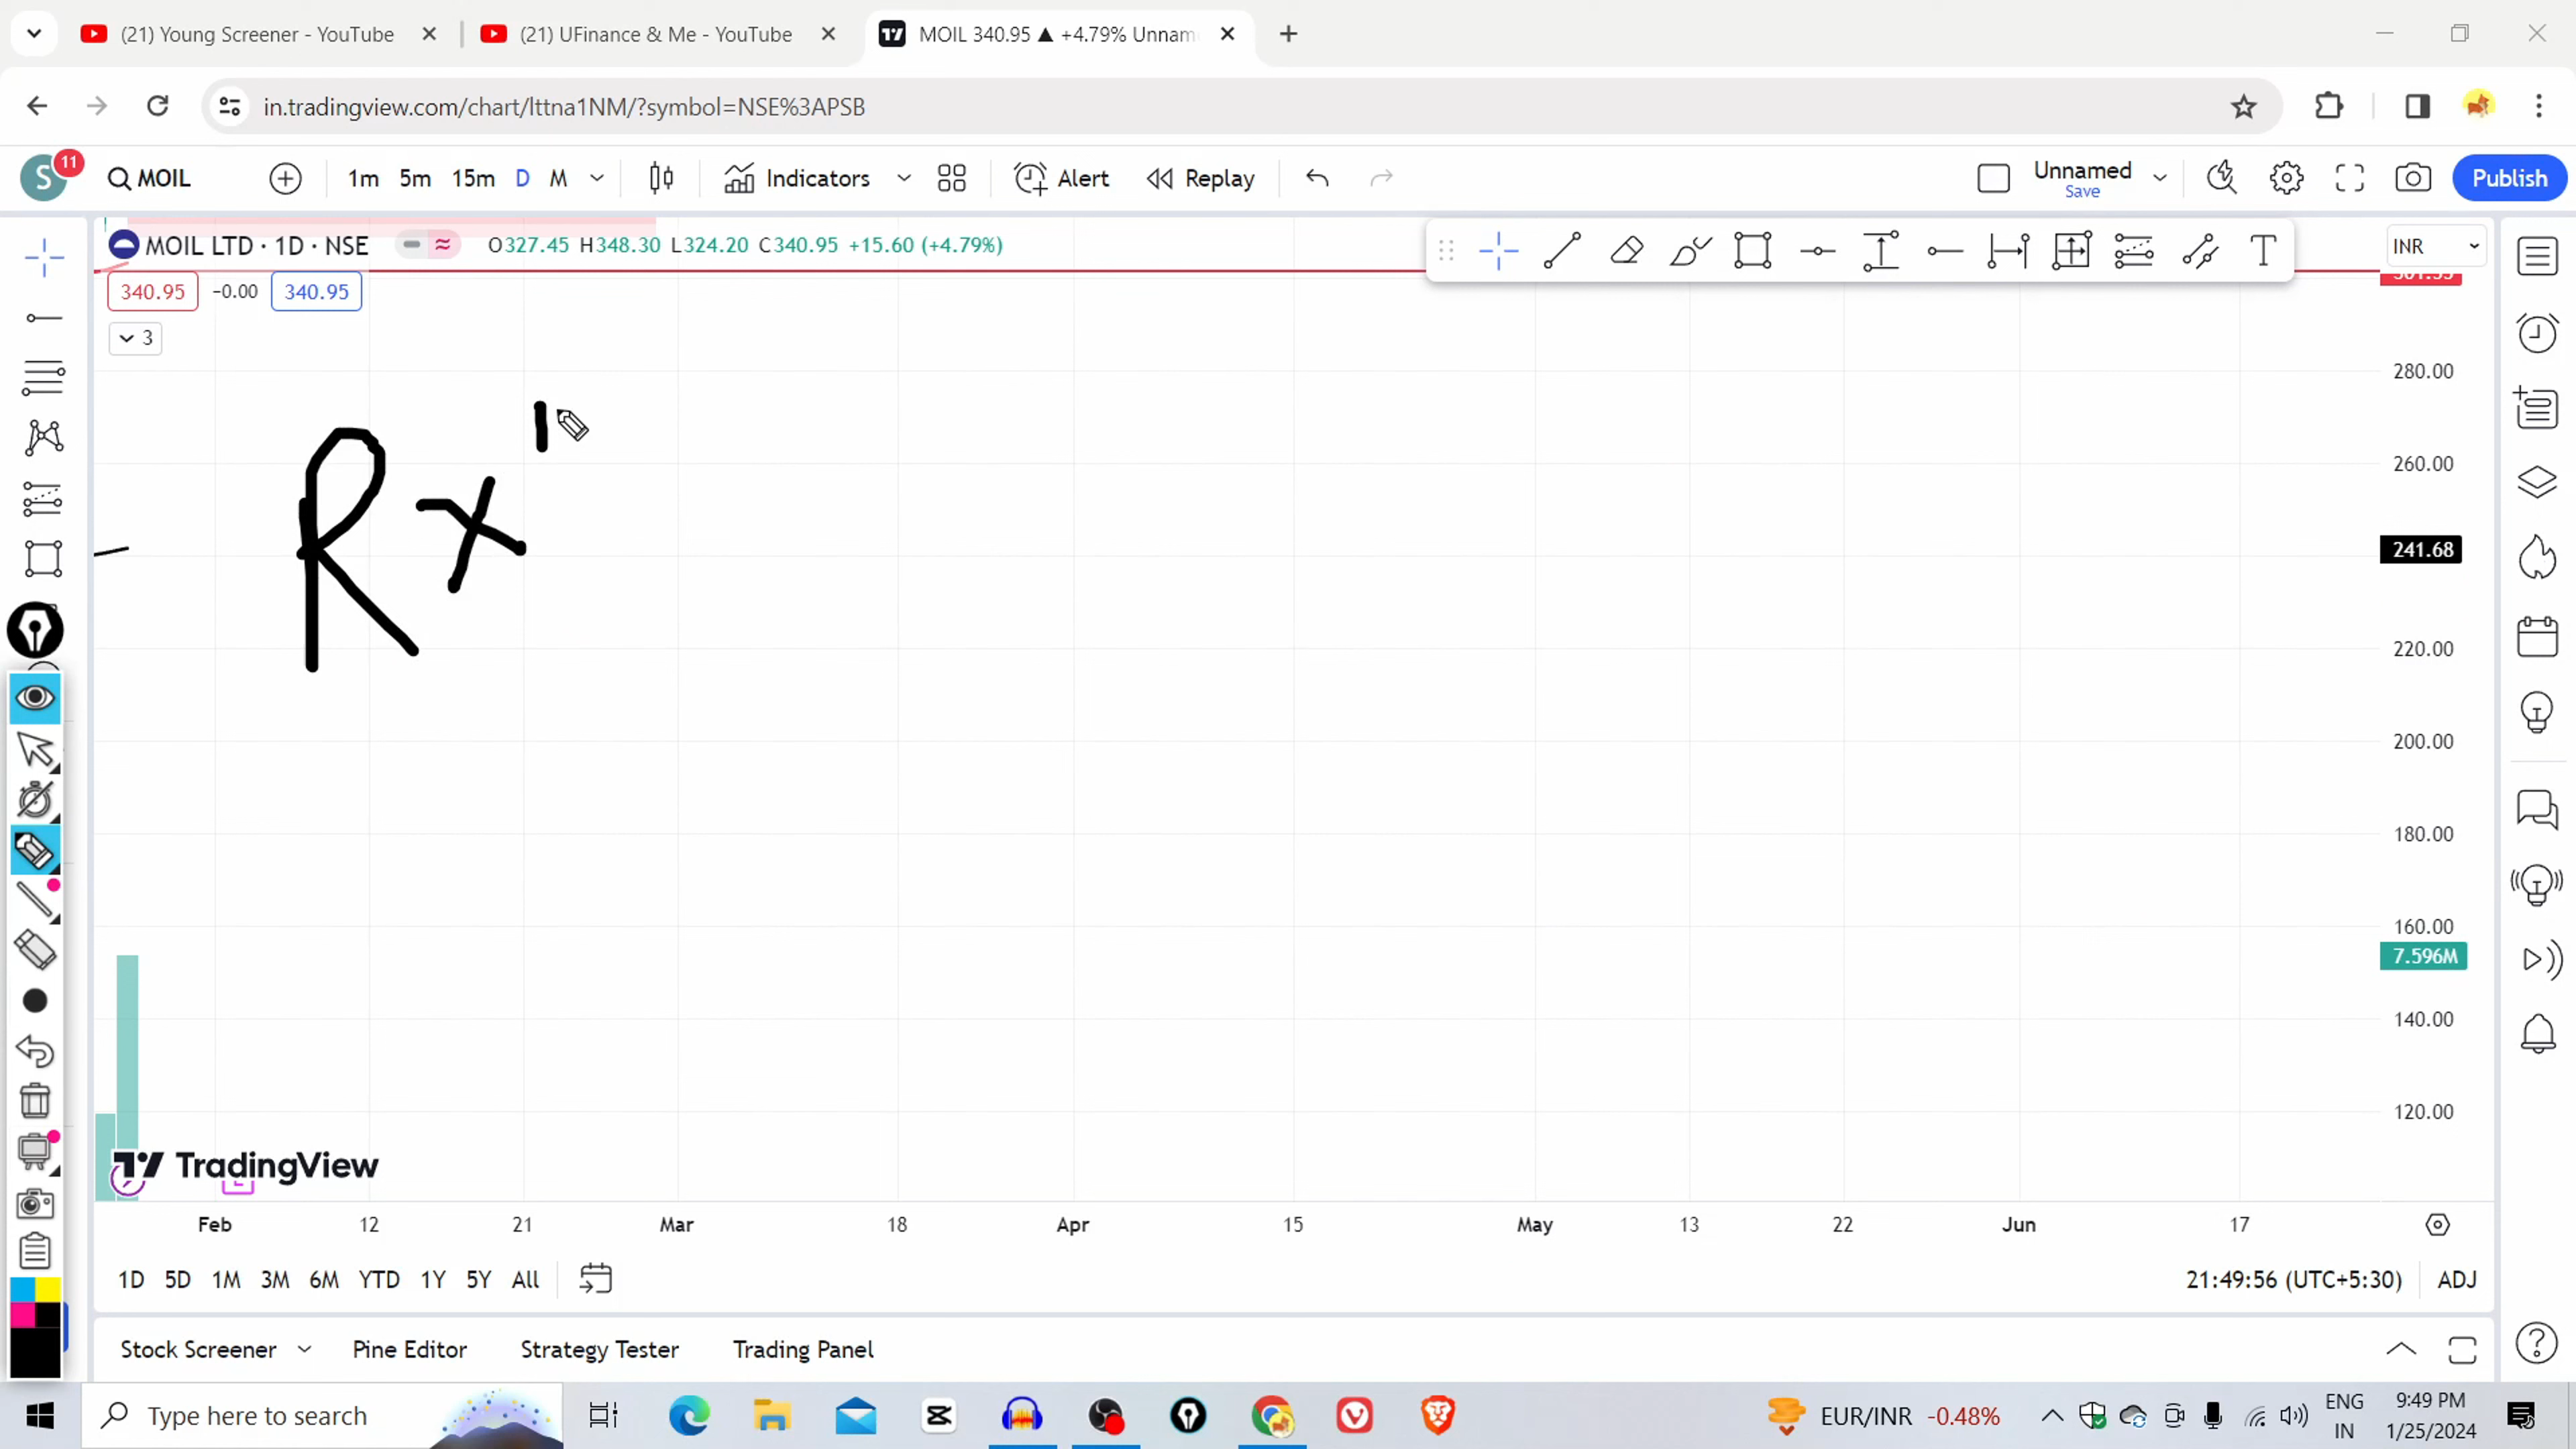 (21) Young Screener - YouTube (21) UFinance & Me - YouTube MOIL 340.95 ▲ +4.79% Unnam
in.tradingview.com/chart/lttna1NM/?symbol=NSE%3APSB
S 11 MOIL 1m 5m 15m D M Indicators Alert Replay Unnamed Save Publish
MOIL LTD · 1D · NSE O327.45 H348.30 L324.20 C340.95 +15.60 (+4.79%) INR
340.95 -0.00 340.95
3
280.00
260.00
241.68
220.00
200.00
180.00
160.00
7.596M
140.00
120.00
Rx
TradingView
Feb 12 21 Mar 18 Apr 15 May 13 22 Jun 17
1D 5D 1M 3M 6M YTD 1Y 5Y All 21:49:56 (UTC+5:30) ADJ
Stock Screener Pine Editor Strategy Tester Trading Panel
Type here to search EUR/INR -0.48% ENG IN 9:49 PM 1/25/2024